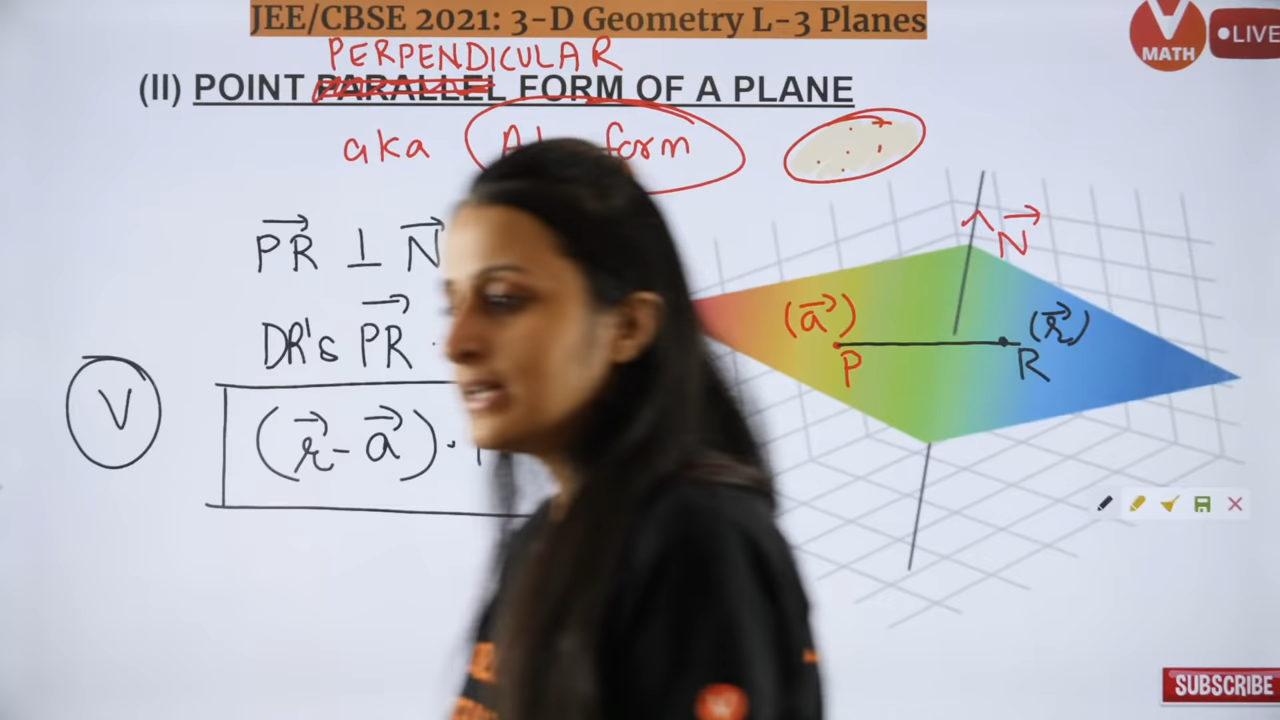 JEE/CBSE 2021: 3-D Geometry L-3 Planes
V
MATH
LIVE
PERPENDICULAR
(II) POINT PARALLEL FORM OF A PLANE
aka form
PR ⊥ N
N
DR's PR
(a)
(r)
P
R
V
(r - a) ·
SUBSCRIBE